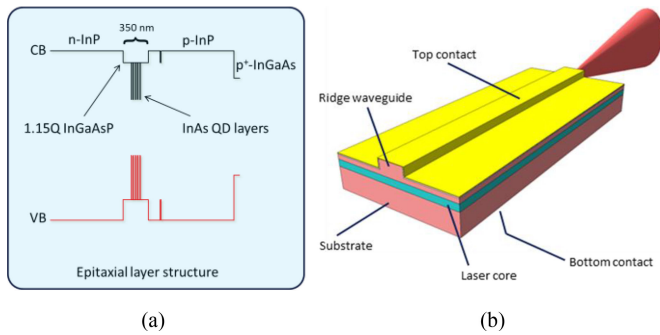 350 nm
n-InP
p-InP
CB
p⁺-InGaAs
1.15Q InGaAsP
InAs QD layers
VB
Epitaxial layer structure
(a)
Top contact
Ridge waveguide
Substrate
Laser core
Bottom contact
(b)